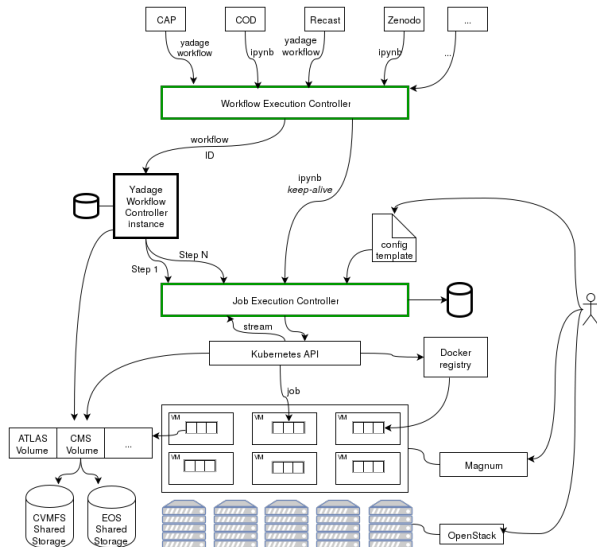 CAP
COD
Recast
Zenodo
...
yadage
workflow
ipynb
yadage
workflow
ipynb
...
Workflow Execution Controller
workflow
ID
ipynb
keep-alive
Yadage
Workflow
Controller
instance
config
template
Step N
Step 1
Job Execution Controller
stream
Kubernetes API
Docker
registry
job
VM
VM
VM
ATLAS
Volume
CMS
Volume
...
VM
VM
VM
Magnum
CVMFS
Shared
Storage
EOS
Shared
Storage
OpenStack